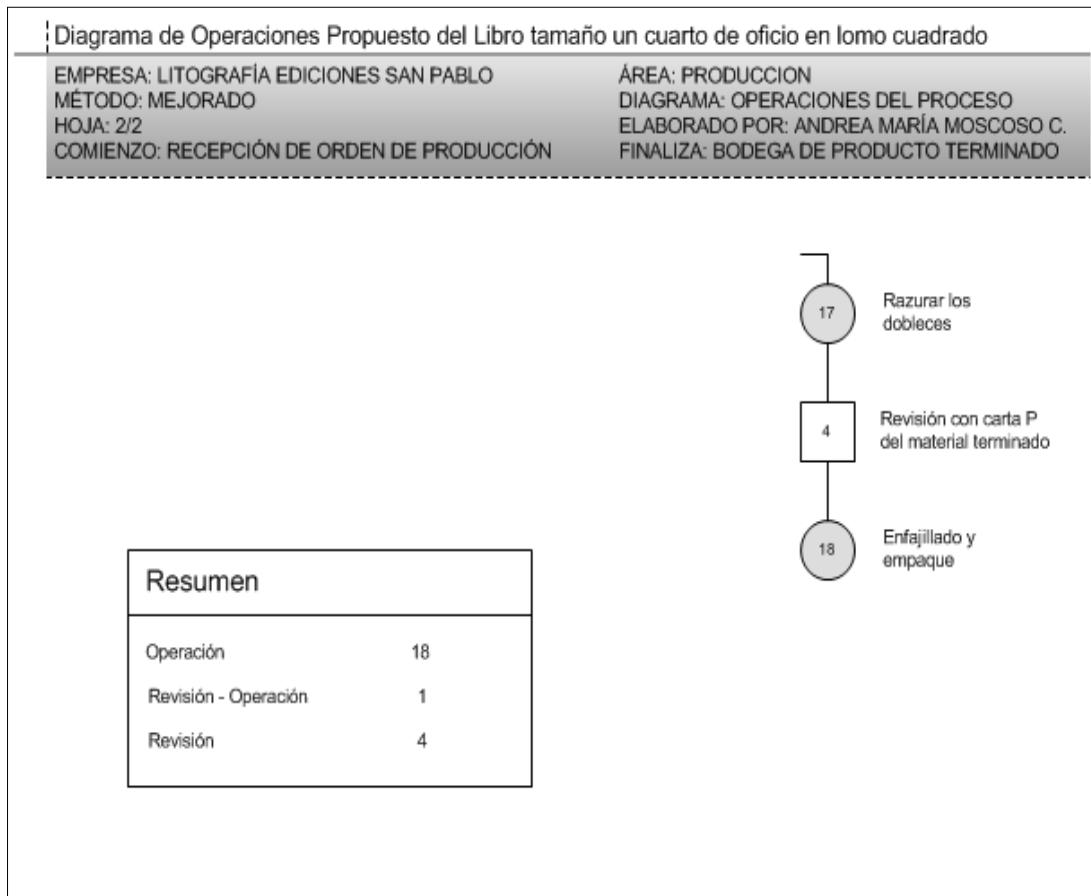 Diagrama de Operaciones Propuesto del Libro tamaño un cuarto de oficio en lomo cuadrado
EMPRESA: LITOGRAFÍA EDICIONES SAN PABLO
MÉTODO: MEJORADO
HOJA: 2/2
COMIENZO: RECEPCIÓN DE ORDEN DE PRODUCCIÓN
ÁREA: PRODUCCION
DIAGRAMA: OPERACIONES DEL PROCESO
ELABORADO POR: ANDREA MARÍA MOSCOSO C.
FINALIZA: BODEGA DE PRODUCTO TERMINADO
17
Razurar los
dobleces
4
Revisión con carta P
del material terminado
18
Enfajillado y
empaque
Resumen
Operación 18
Revisión - Operación 1
Revisión 4